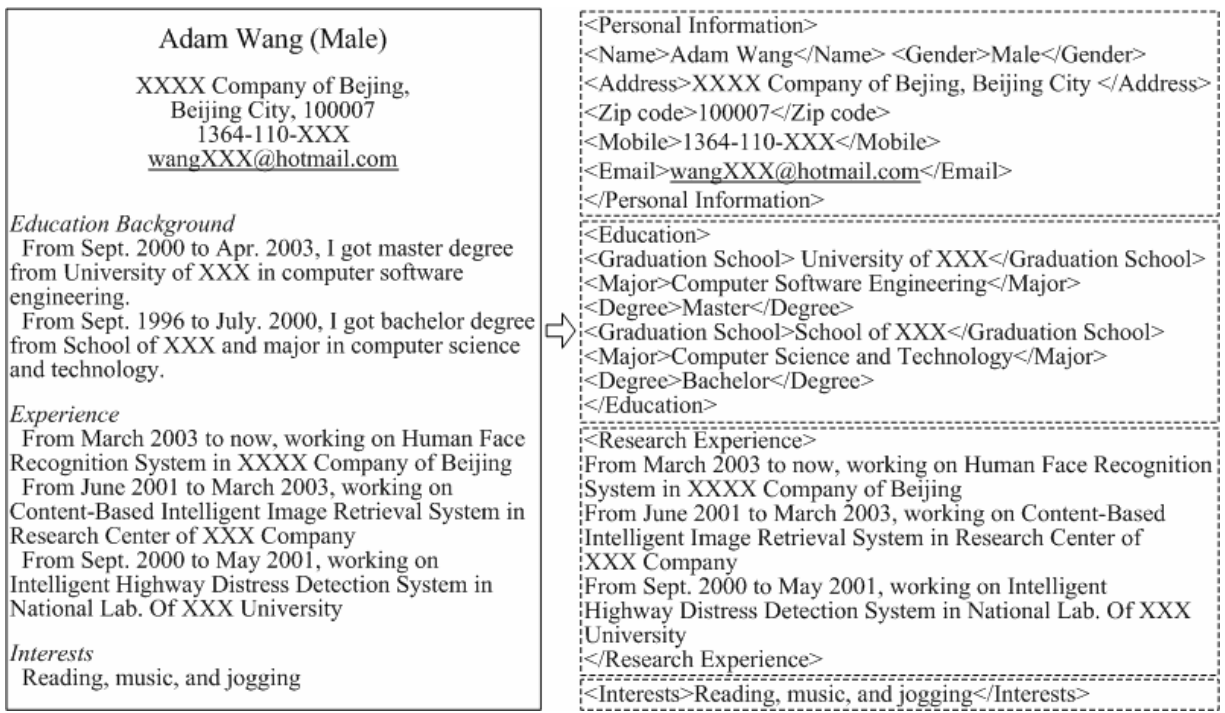 Adam Wang (Male)
XXXX Company of Bejing,
Beijing City, 100007
1364-110-XXX
wangXXX@hotmail.com
Education Background
From Sept. 2000 to Apr. 2003, I got master degree
from University of XXX in computer software
engineering.
From Sept. 1996 to July. 2000, I got bachelor degree
from School of XXX and major in computer science
and technology.
Experience
From March 2003 to now, working on Human Face
Recognition System in XXXX Company of Beijing
From June 2001 to March 2003, working on
Content-Based Intelligent Image Retrieval System in
Research Center of XXX Company
From Sept. 2000 to May 2001, working on
Intelligent Highway Distress Detection System in
National Lab. Of XXX University
Interests
Reading, music, and jogging
<Personal Information>
<Name>Adam Wang</Name> <Gender>Male</Gender>
<Address>XXXX Company of Bejing, Beijing City </Address>
<Zip code>100007</Zip code>
<Mobile>1364-110-XXX</Mobile>
<Email>wangXXX@hotmail.com</Email>
</Personal Information>
<Education>
<Graduation School> University of XXX</Graduation School>
<Major>Computer Software Engineering</Major>
<Degree>Master</Degree>
<Graduation School>School of XXX</Graduation School>
<Major>Computer Science and Technology</Major>
<Degree>Bachelor</Degree>
</Education>
<Research Experience>
From March 2003 to now, working on Human Face Recognition
System in XXXX Company of Beijing
From June 2001 to March 2003, working on Content-Based
Intelligent Image Retrieval System in Research Center of
XXX Company
From Sept. 2000 to May 2001, working on Intelligent
Highway Distress Detection System in National Lab. Of XXX
University
</Research Experience>
<Interests>Reading, music, and jogging</Interests>